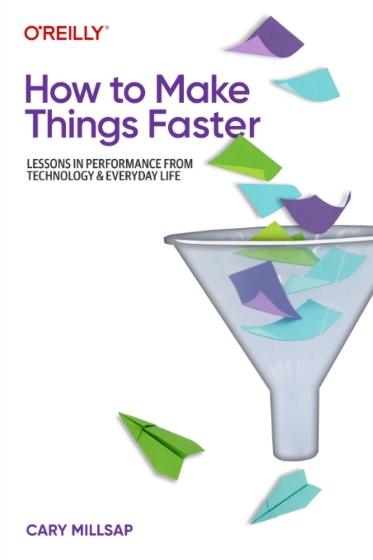 O'REILLY®
How to Make
Things Faster
LESSONS IN PERFORMANCE FROM
TECHNOLOGY & EVERYDAY LIFE
CARY MILLSAP